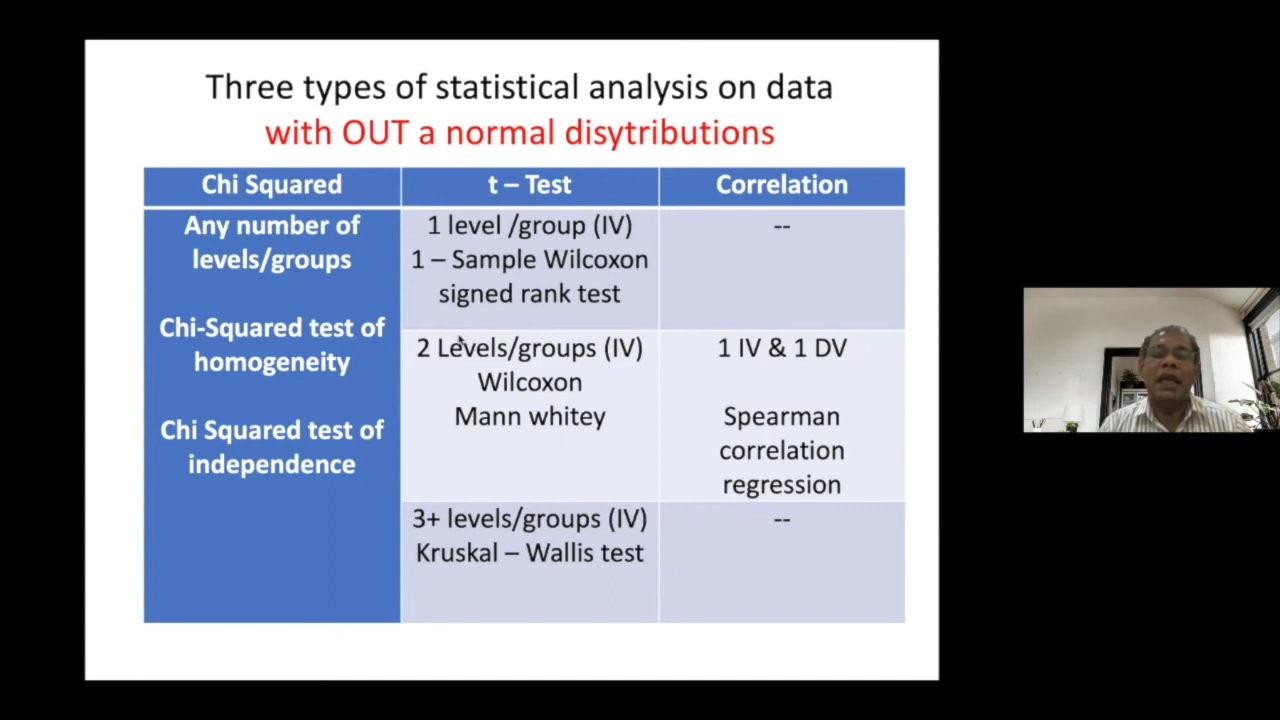 Three types of statistical analysis on data
with OUT a normal disytributions
Chi Squared
t – Test
Correlation
Any number of
levels/groups
Chi-Squared test of
homogeneity
Chi Squared test of
independence
1 level /group (IV)
1 – Sample Wilcoxon
signed rank test
--
2 Levels/groups (IV)
Wilcoxon
Mann whitey
1 IV & 1 DV
Spearman
correlation
regression
3+ levels/groups (IV)
Kruskal – Wallis test
--